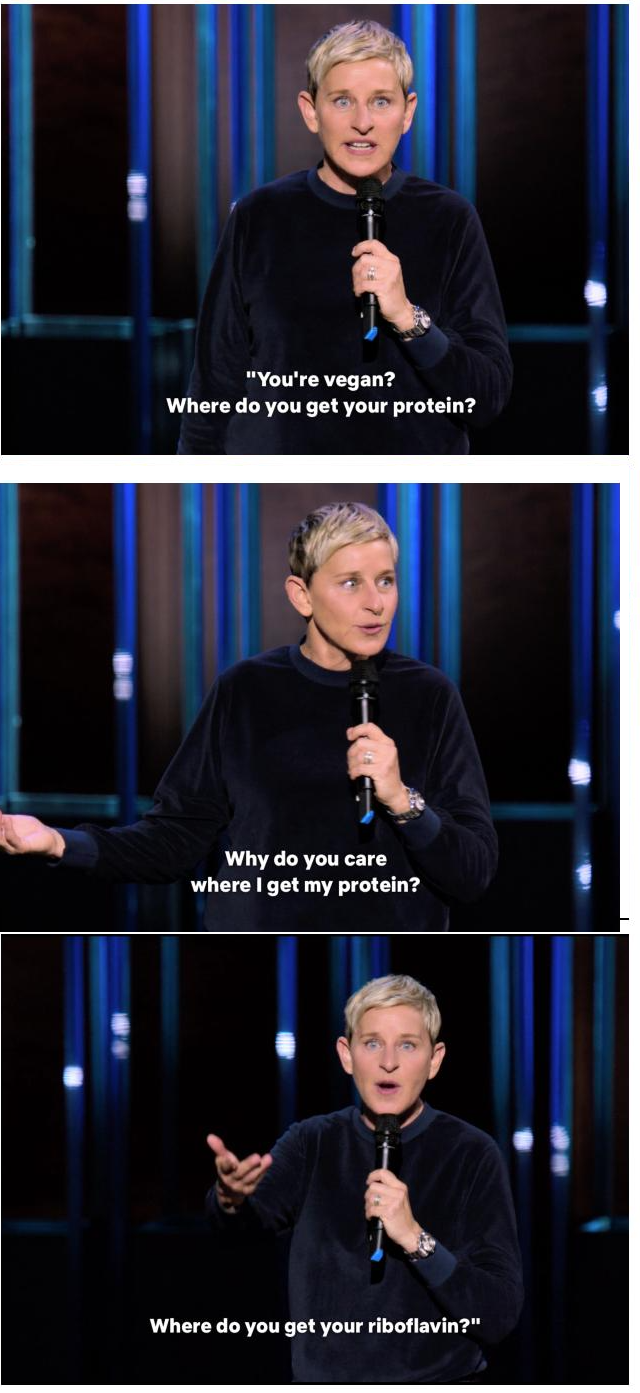 "You're vegan?
Where do you get your protein?
Why do you care
where I get my protein?
Where do you get your riboflavin?"